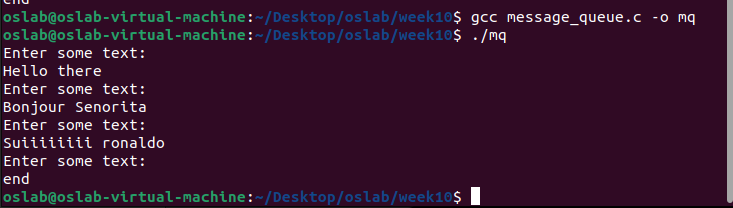 end
oslab@oslab-virtual-machine:~/Desktop/oslab/week10$ gcc message_queue.c -o mq
oslab@oslab-virtual-machine:~/Desktop/oslab/week10$ ./mq
Enter some text:
Hello there
Enter some text:
Bonjour Senorita
Enter some text:
Suiiiiiiii ronaldo
Enter some text:
end
oslab@oslab-virtual-machine:~/Desktop/oslab/week10$